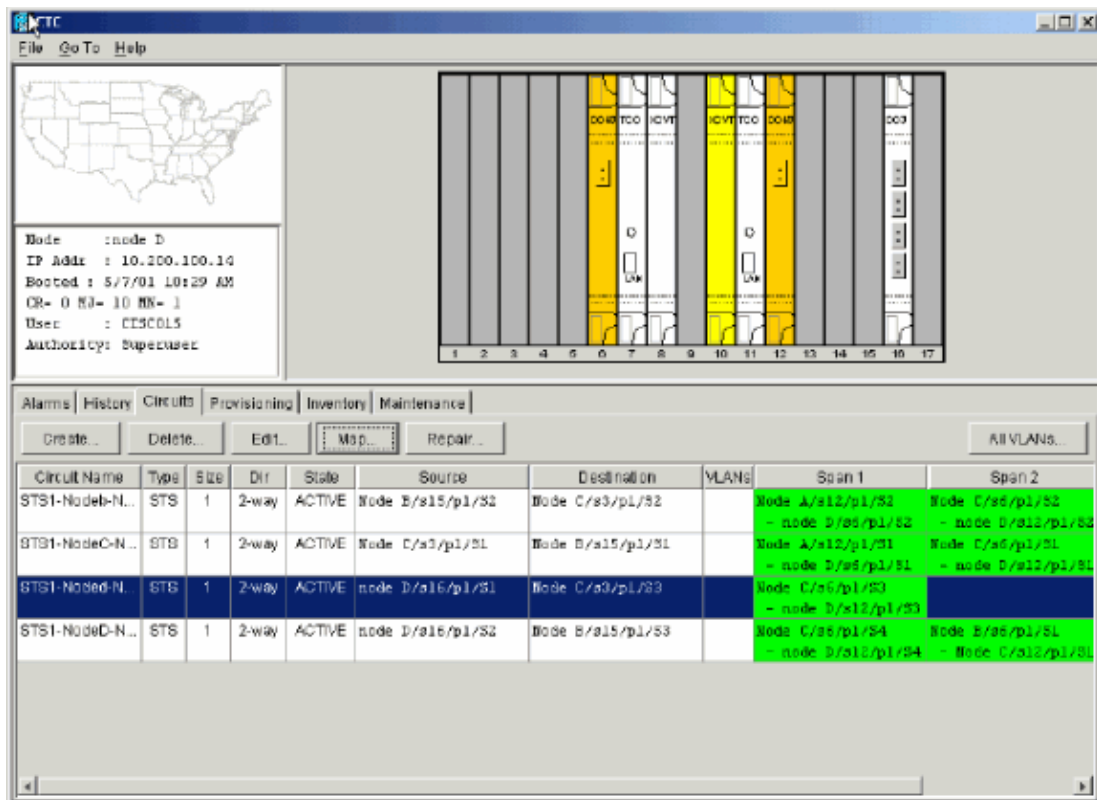 CTC
File Go To Help
Node :node D
IP Addr : 10.200.100.14
Booted : 5/7/01 10:29 AM
CR- 0 MJ- 10 MN- 1
User : CISCO15
Authority: Superuser
TCC XCVT XCVT TCC
LAN LAN
1 2 3 4 5 6 7 8 9 10 11 12 13 14 15 16 17
Alarms History Circuits Provisioning Inventory Maintenance
Create... Delete... Edit... Map... Repair... All VLANs...
Circuit Name Type Size Dir State Source Destination VLANs Span 1 Span 2
STS1-Nodeb-N... STS 1 2-way ACTIVE Node B/s15/p1/S2 Node C/s3/p1/S2 Node A/s12/p1/S2 Node C/s6/p1/S2
- node D/s6/p1/S2 - node D/s12/p1/S2
STS1-NodeC-N... STS 1 2-way ACTIVE Node C/s3/p1/S1 Node B/s15/p1/S1 Node A/s12/p1/S1 Node C/s6/p1/S1
- node D/s6/p1/S1 - node D/s12/p1/S1
STS1-Noded-N... STS 1 2-way ACTIVE node D/s16/p1/S1 Node C/s3/p1/S3 Node C/s6/p1/S3
- node D/s12/p1/S3
STS1-NodeD-N... STS 1 2-way ACTIVE node D/s16/p1/S2 Node B/s15/p1/S3 Node C/s6/p1/S4 Node B/s6/p1/S1
- node D/s12/p1/S4 - Node C/s12/p1/S1